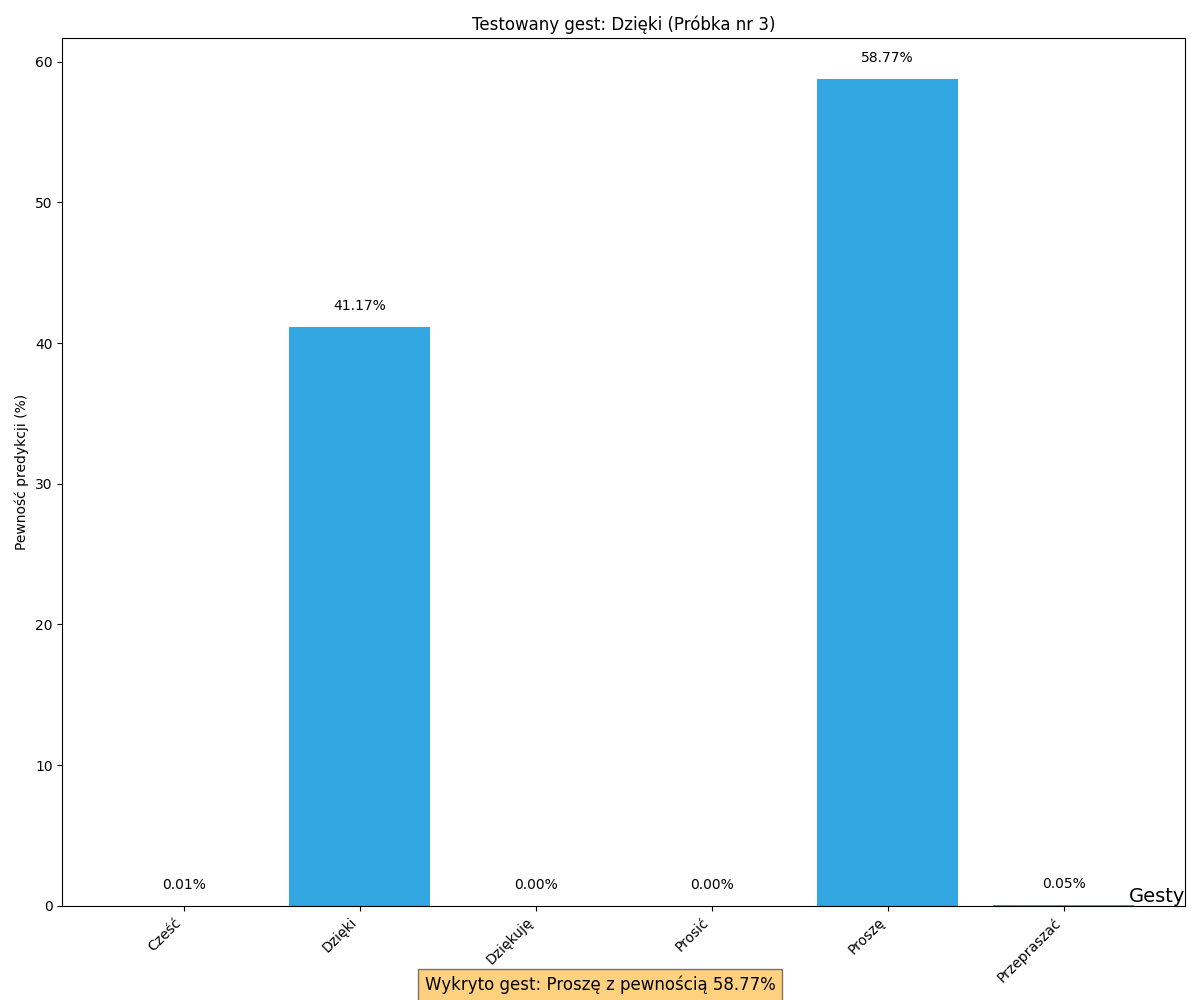 Testowany gest: Dzięki (Próbka nr 3)
Pewność predykcji (%)
60
50
40
30
20
10
0
0.01%
41.17%
0.00%
0.00%
58.77%
0.05%
Gesty
Cześć
Dzięki
Dziękuję
Prosić
Proszę
Przepraszać
Wykryto gest: Proszę z pewnością 58.77%